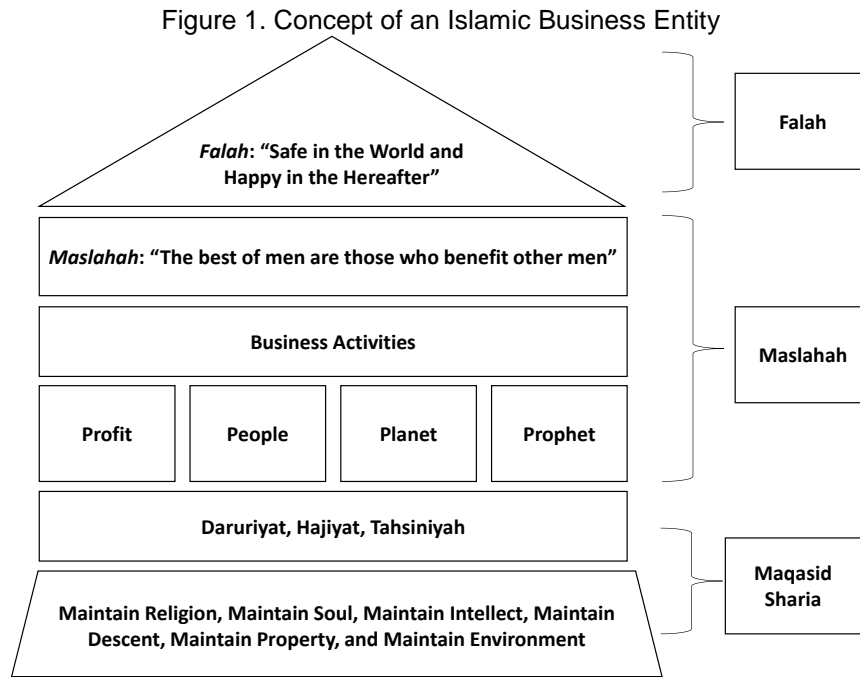 Figure 1. Concept of an Islamic Business Entity
Falah: “Safe in the World and
Happy in the Hereafter”
Falah
Maslahah: “The best of men are those who benefit other men”
Business Activities
Maslahah
Profit
People
Planet
Prophet
Daruriyat, Hajiyat, Tahsiniyah
Maqasid
Sharia
Maintain Religion, Maintain Soul, Maintain Intellect, Maintain
Descent, Maintain Property, and Maintain Environment